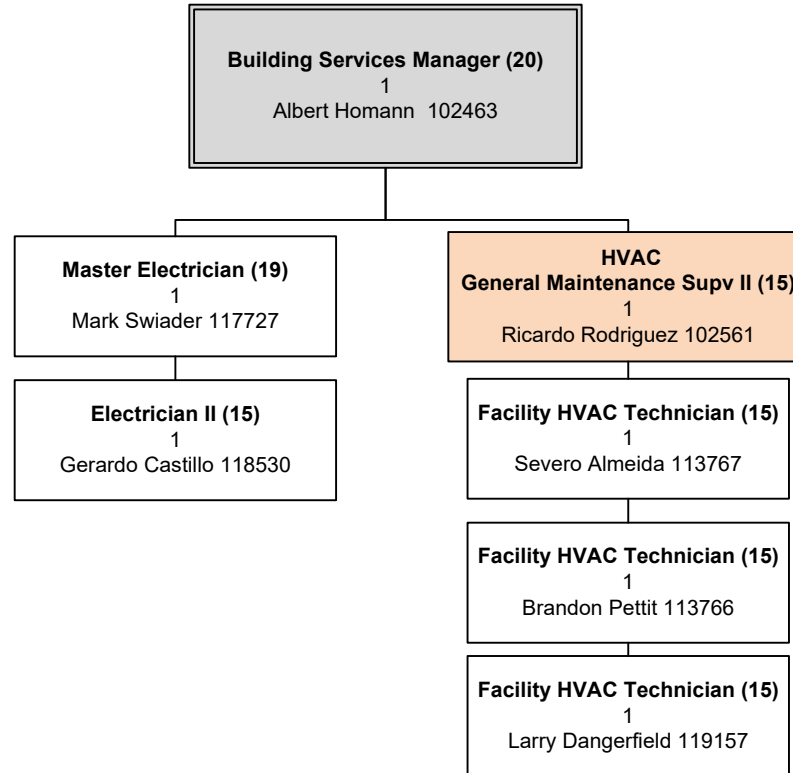 Building Services Manager (20)
1
Albert Homann  102463
Master Electrician (19)
1
Mark Swiader 117727
Electrician II (15)
1
Gerardo Castillo 118530
HVAC
General Maintenance Supv II (15)
1
Ricardo Rodriguez 102561
Facility HVAC Technician (15)
1
Severo Almeida 113767
Facility HVAC Technician (15)
1
Brandon Pettit 113766
Facility HVAC Technician (15)
1
Larry Dangerfield 119157